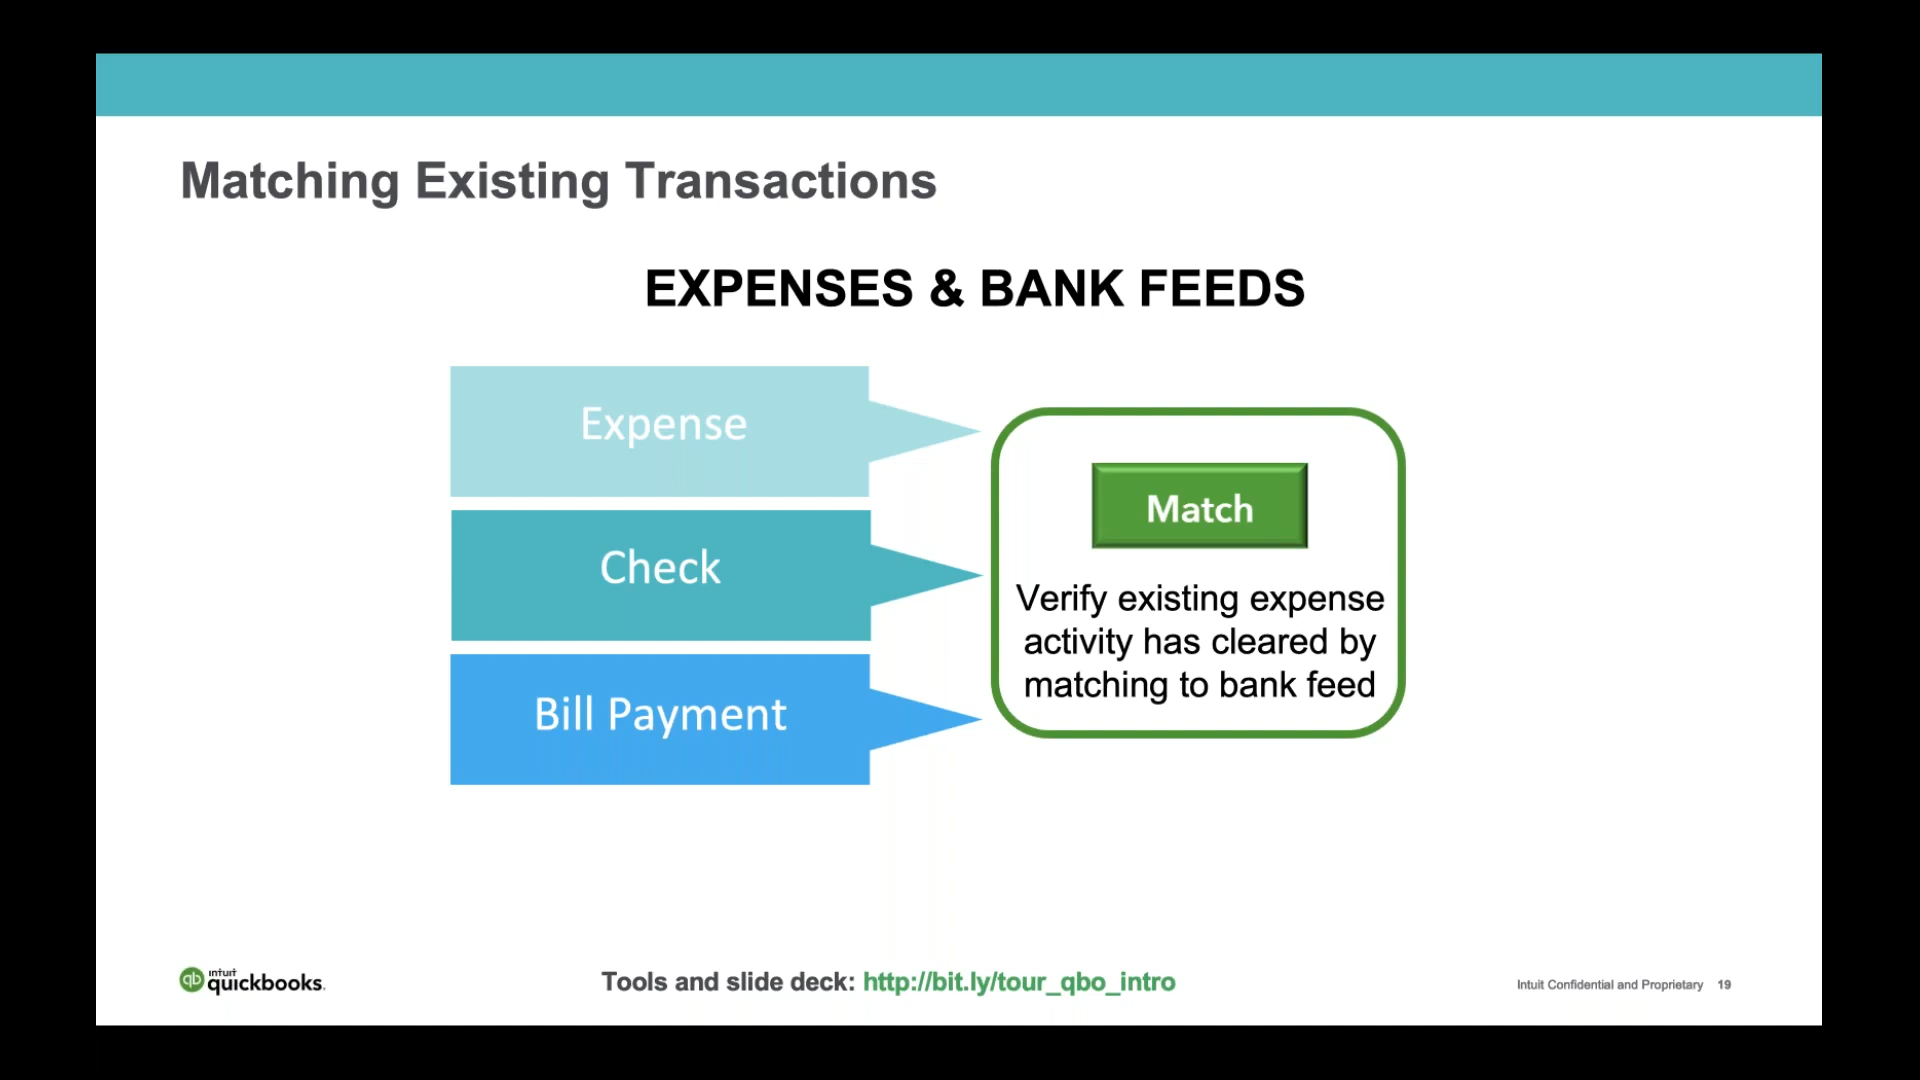 Matching Existing Transactions
EXPENSES & BANK FEEDS
Expense
Check
Bill Payment
Match
Verify existing expense
activity has cleared by
matching to bank feed
qb intuit quickbooks.
Tools and slide deck: http://bit.ly/tour_qbo_intro
Intuit Confidential and Proprietary 19